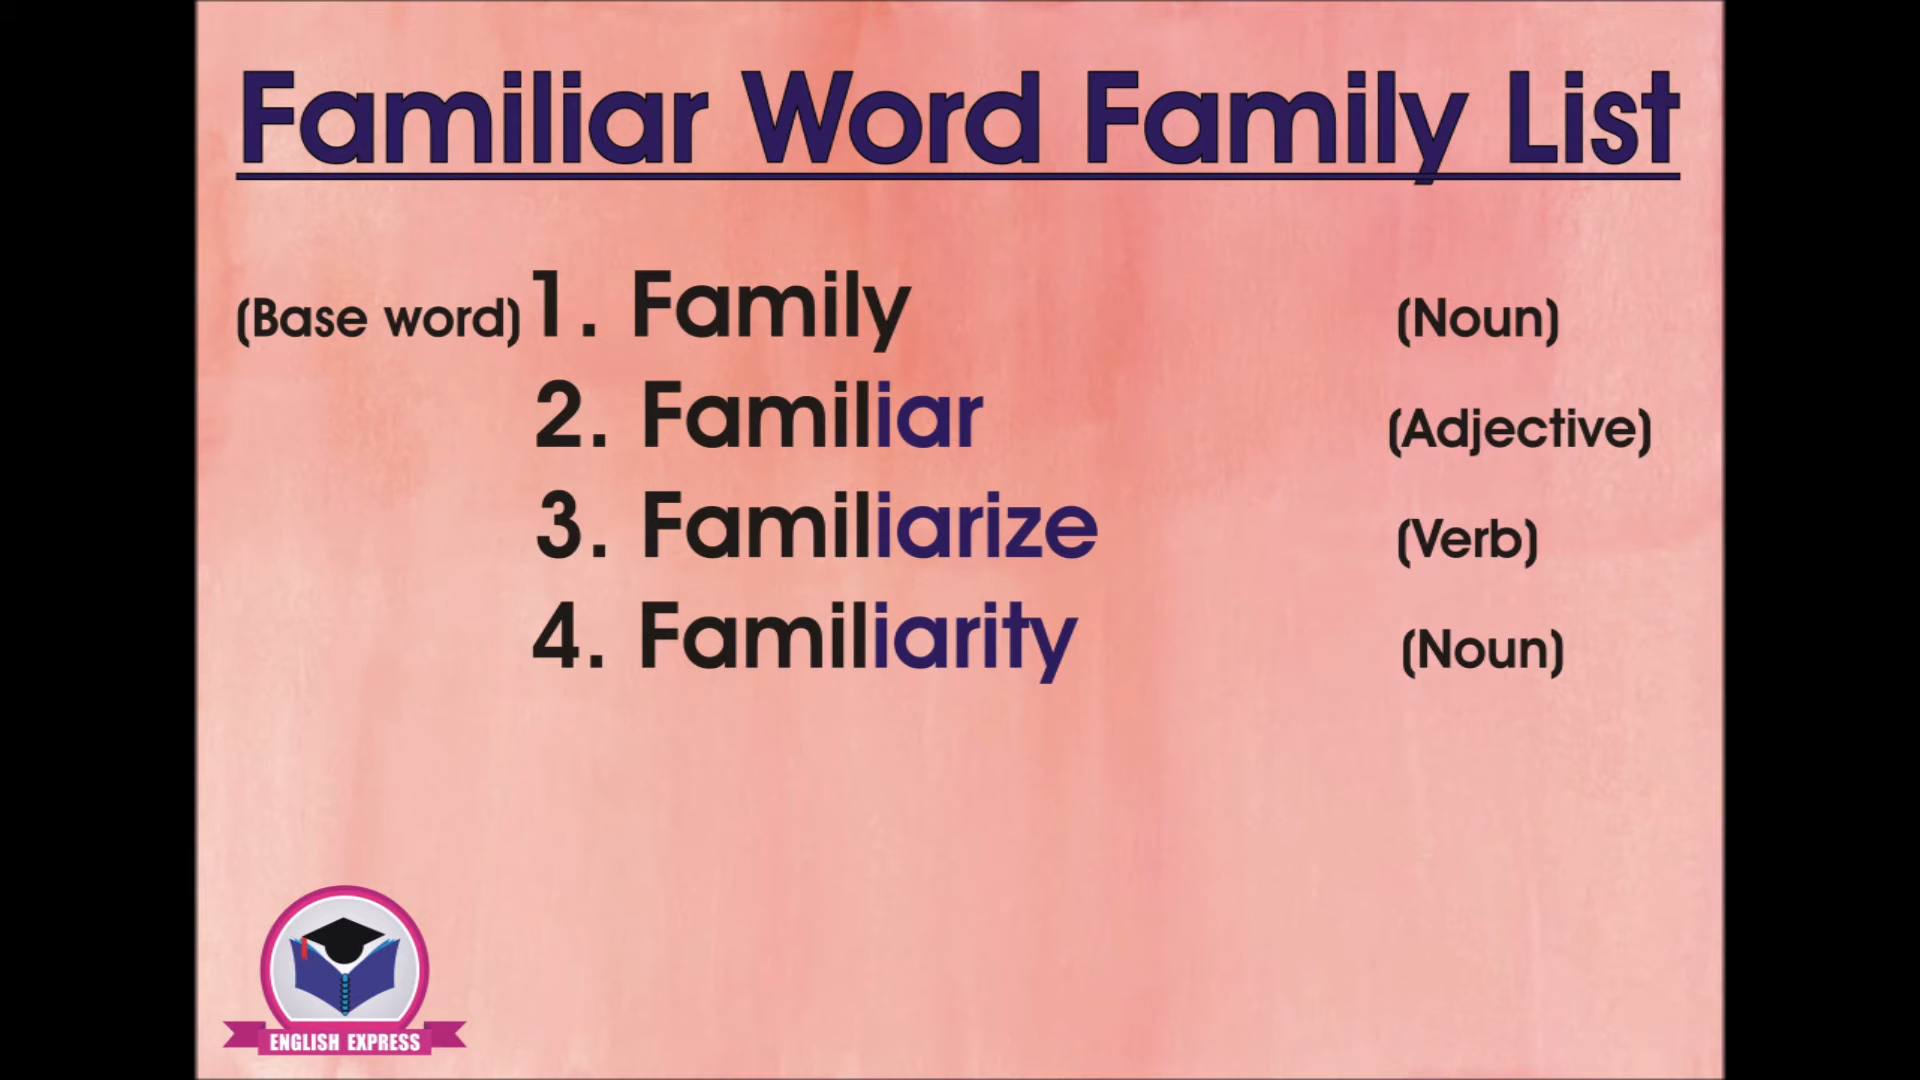 Familiar Word Family List
(Base word) 1. Family (Noun)
2. Familiar (Adjective)
3. Familiarize (Verb)
4. Familiarity (Noun)
ENGLISH EXPRESS